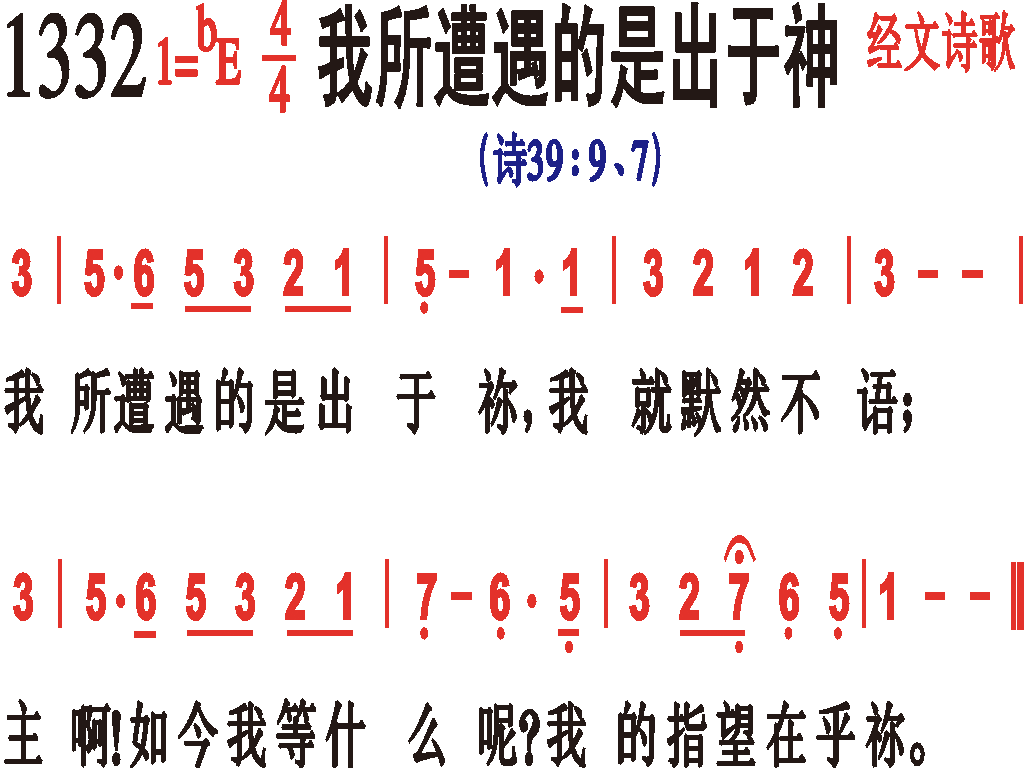 1332 1=bE 4/4 我所遭遇的是出于神 经文诗歌
(诗39:9、7)
3 | 5·6 5 3 2 1 | 5 - 1 · 1 | 3 2 1 2 | 3 - - |
我 所遭遇的是出 于 祢,我 就默然不 语;
3 | 5·6 5 3 2 1 | 7 - 6 · 5 | 3 2 7 6 5 | 1 - - ‖
主 啊!如今我等什 么 呢?我 的指望在乎祢。